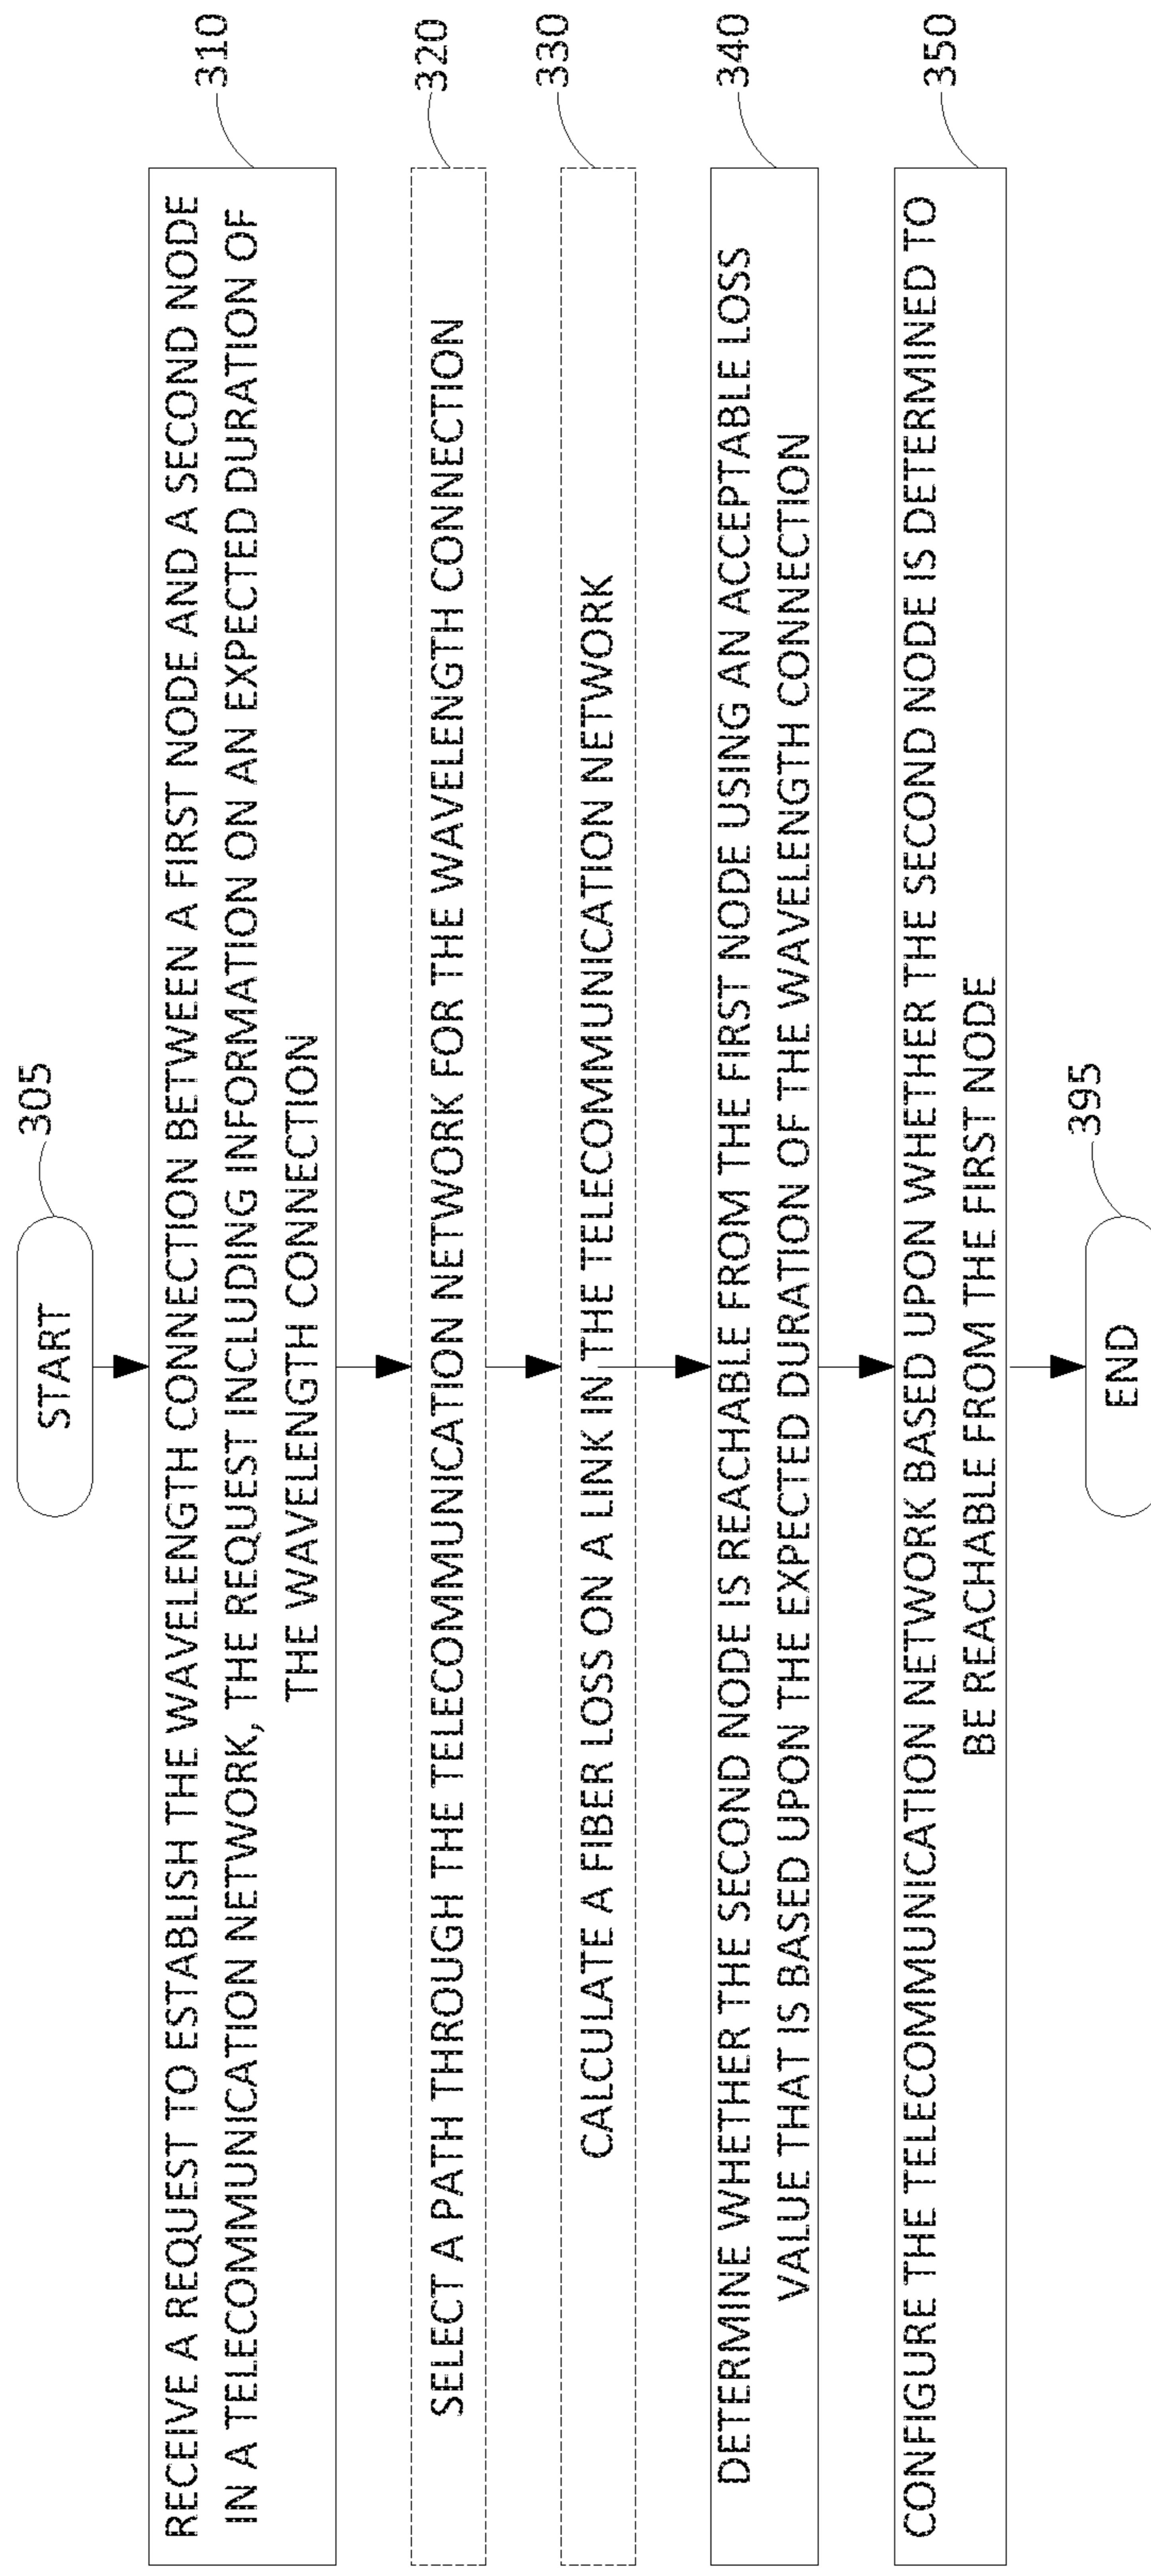 START
305
RECEIVE A REQUEST TO ESTABLISH THE WAVELENGTH CONNECTION BETWEEN A FIRST NODE AND A SECOND NODE
IN A TELECOMMUNICATION NETWORK, THE REQUEST INCLUDING INFORMATION ON AN EXPECTED DURATION OF
THE WAVELENGTH CONNECTION
310
SELECT A PATH THROUGH THE TELECOMMUNICATION NETWORK FOR THE WAVELENGTH CONNECTION
320
CALCULATE A FIBER LOSS ON A LINK IN THE TELECOMMUNICATION NETWORK
330
DETERMINE WHETHER THE SECOND NODE IS REACHABLE FROM THE FIRST NODE USING AN ACCEPTABLE LOSS
VALUE THAT IS BASED UPON THE EXPECTED DURATION OF THE WAVELENGTH CONNECTION
340
CONFIGURE THE TELECOMMUNICATION NETWORK BASED UPON WHETHER THE SECOND NODE IS DETERMINED TO
BE REACHABLE FROM THE FIRST NODE
350
END
395